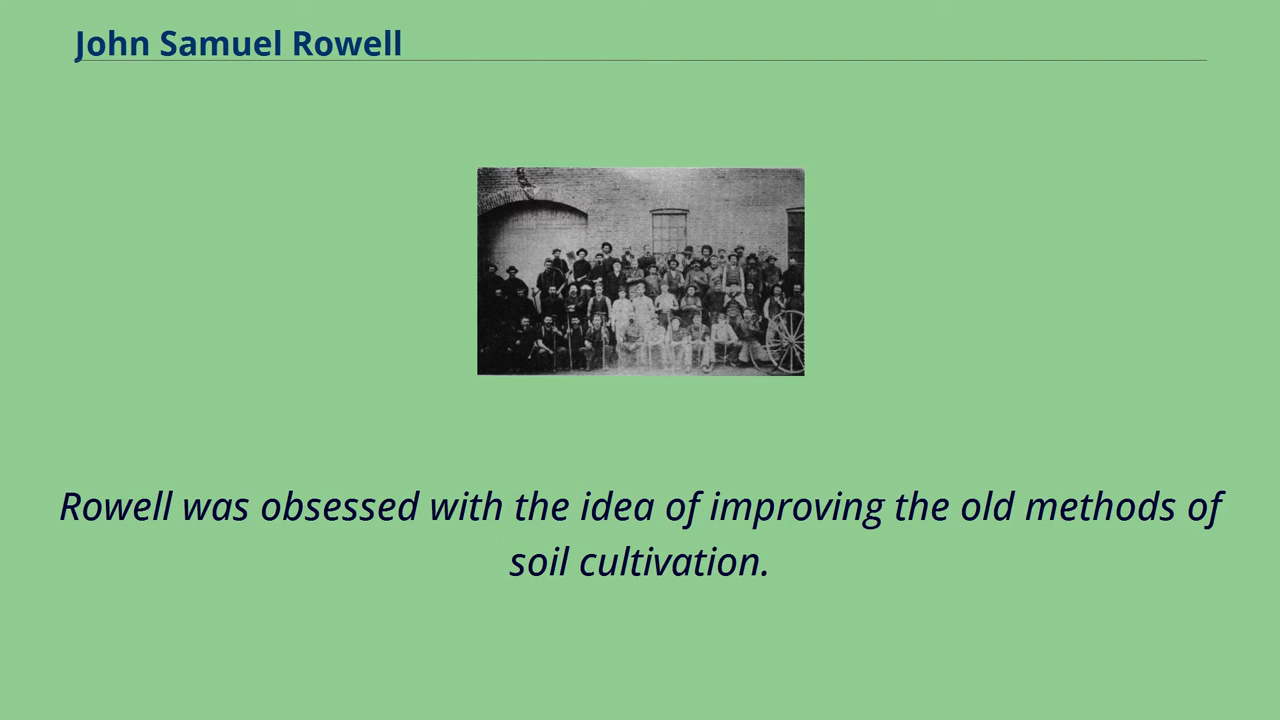 John Samuel Rowell
Rowell was obsessed with the idea of improving the old methods of
soil cultivation.